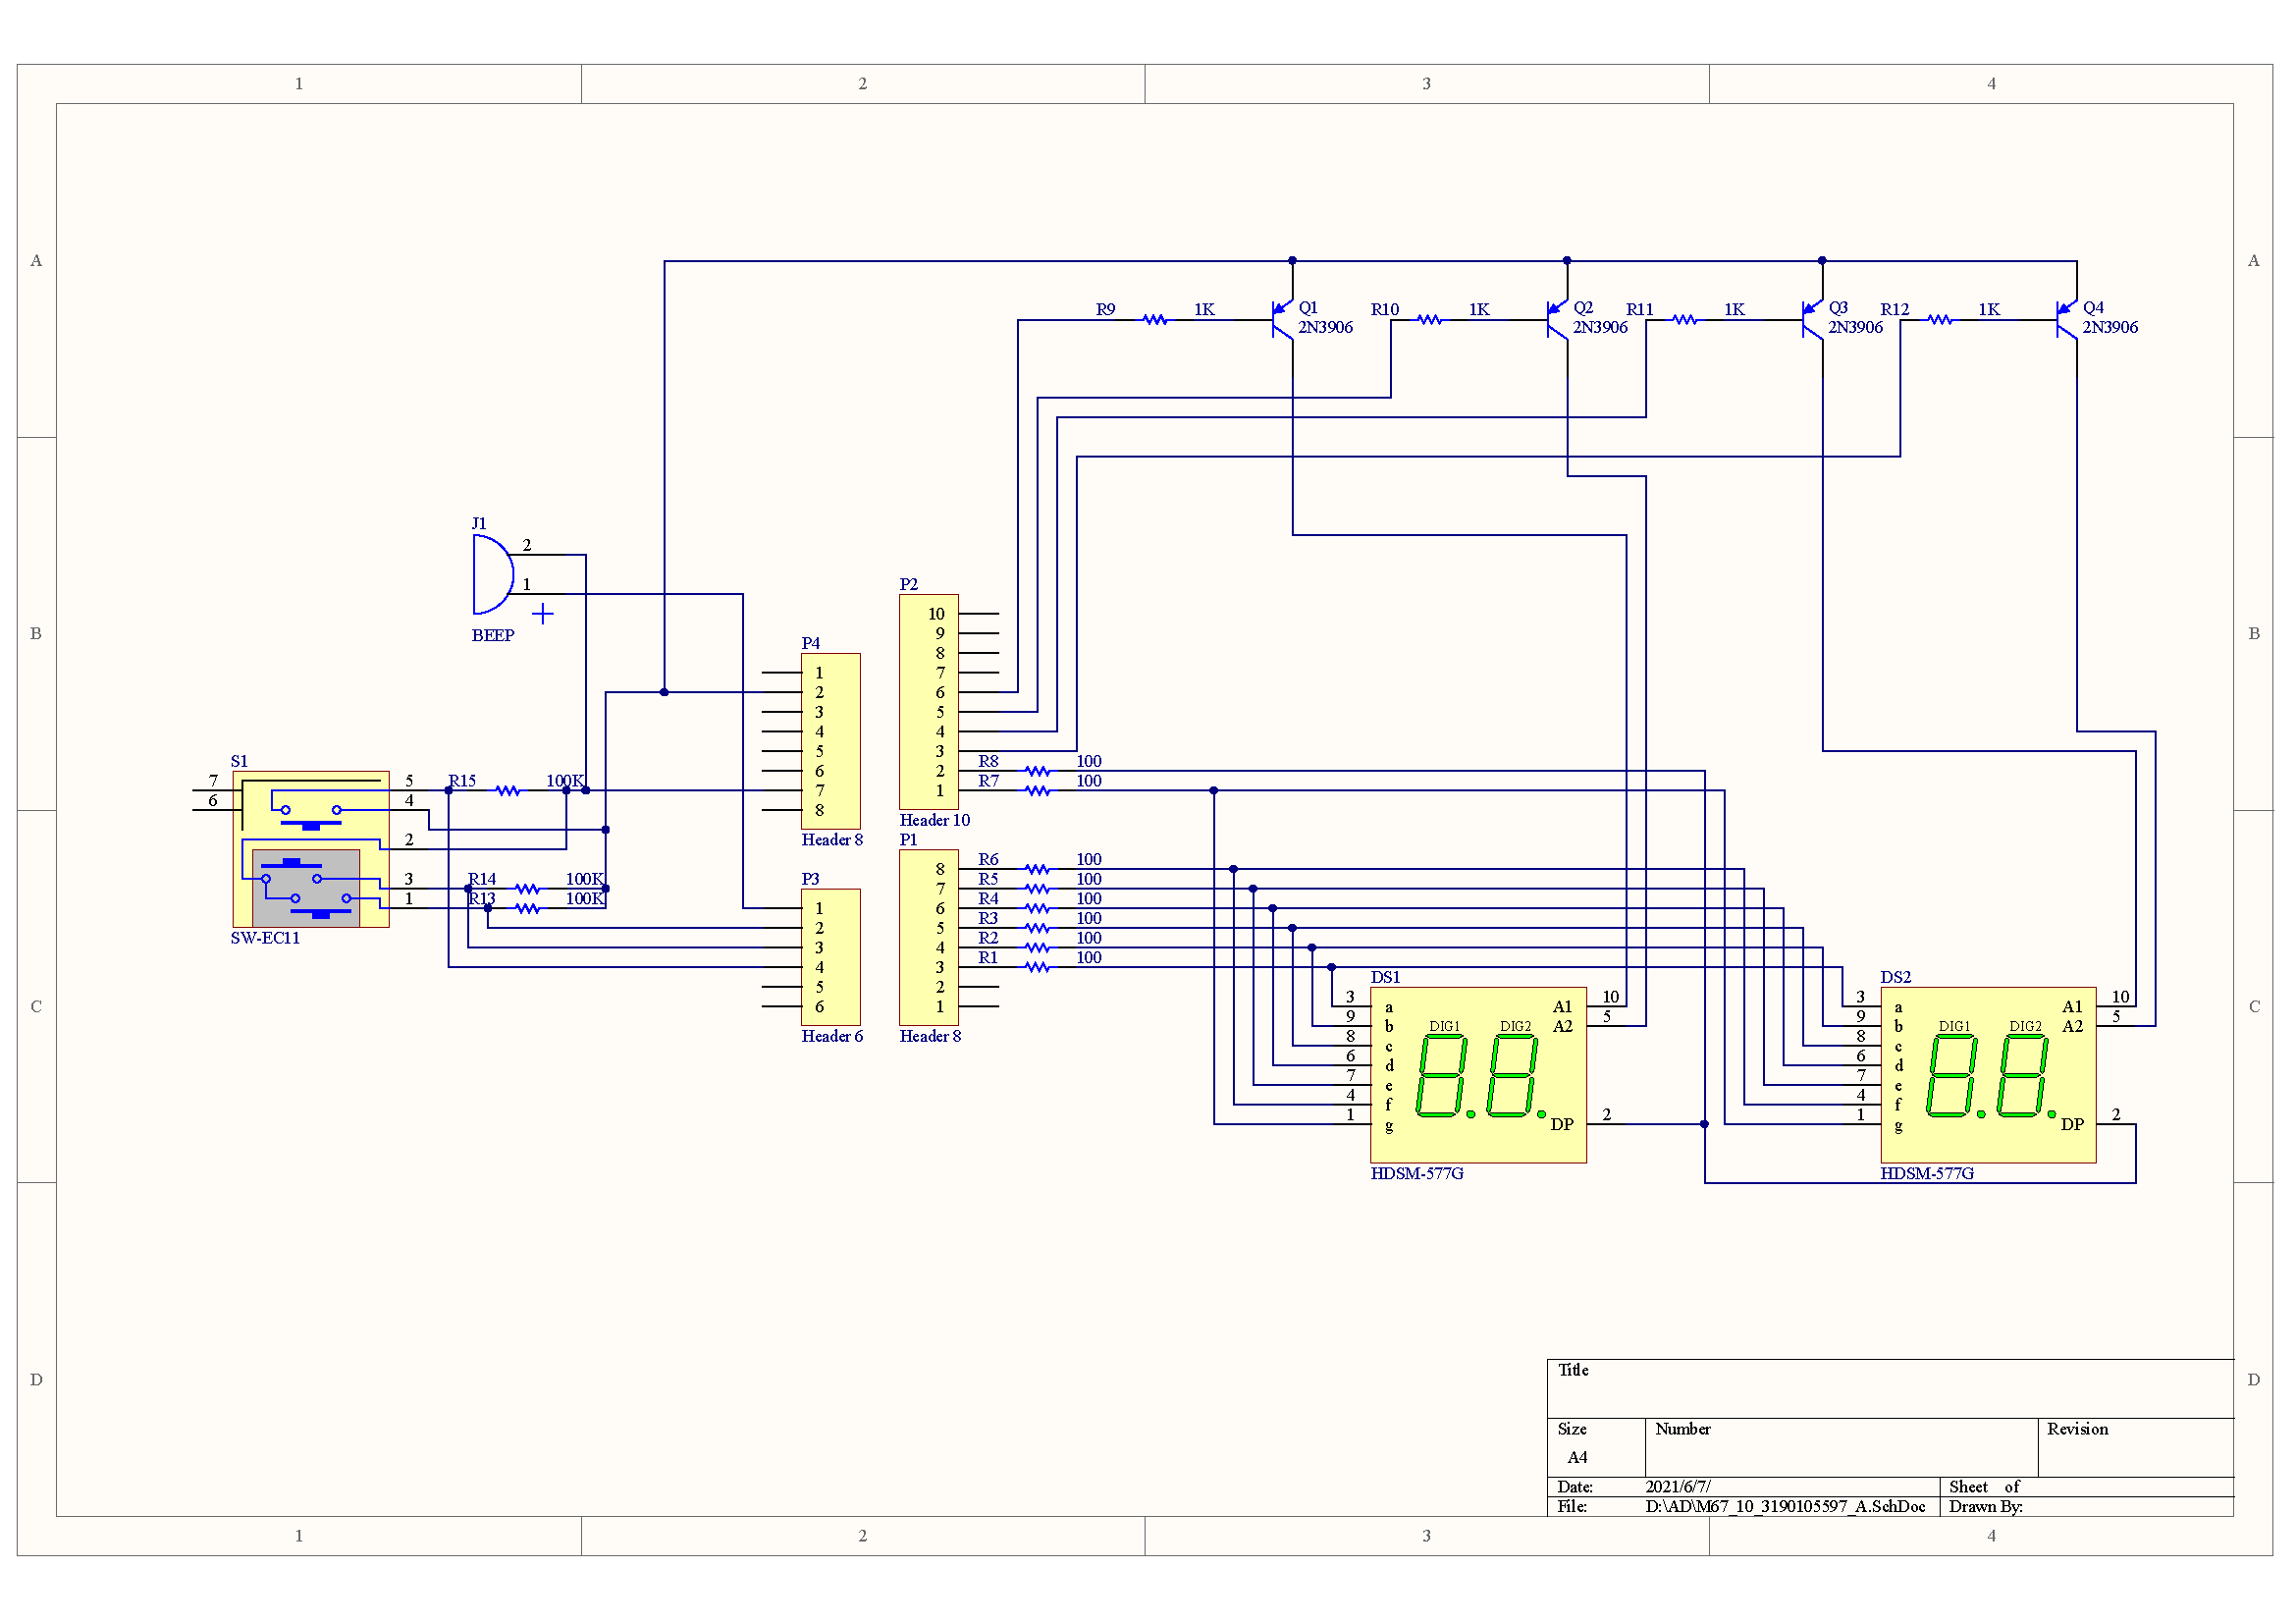 1 2 3 4
A A
R9 1K Q1 R10 1K Q2 R11 1K Q3 R12 1K Q4
2N3906 2N3906 2N3906 2N3906
J1
2
1
BEEP
B B
P2
10
9
8
7
6
5
4
3
2
1
Header 10
P4
1
2
3
4
5
6
7
8
Header 8
R8 100
R7 100
S1
7
6
5
4
2
3
1
SW-EC11
R15 100K
R14 100K
R13 100K
P3
1
2
3
4
5
6
Header 6
P1
8
7
6
5
4
3
2
1
Header 8
R6 100
R5 100
R4 100
R3 100
R2 100
R1 100
C C
DS1
3 a A1 10
9 b DIG1 DIG2 A2 5
8 c
6 d
7 e
4 f
1 g DP 2
HDSM-577G
DS2
3 a A1 10
9 b DIG1 DIG2 A2 5
8 c
6 d
7 e
4 f
1 g DP 2
HDSM-577G
D D
Title
Size Number Revision
A4
Date: 2021/6/7/ Sheet of
File: D:\AD\M67_10_3190105597_A.SchDoc Drawn By:
1 2 3 4